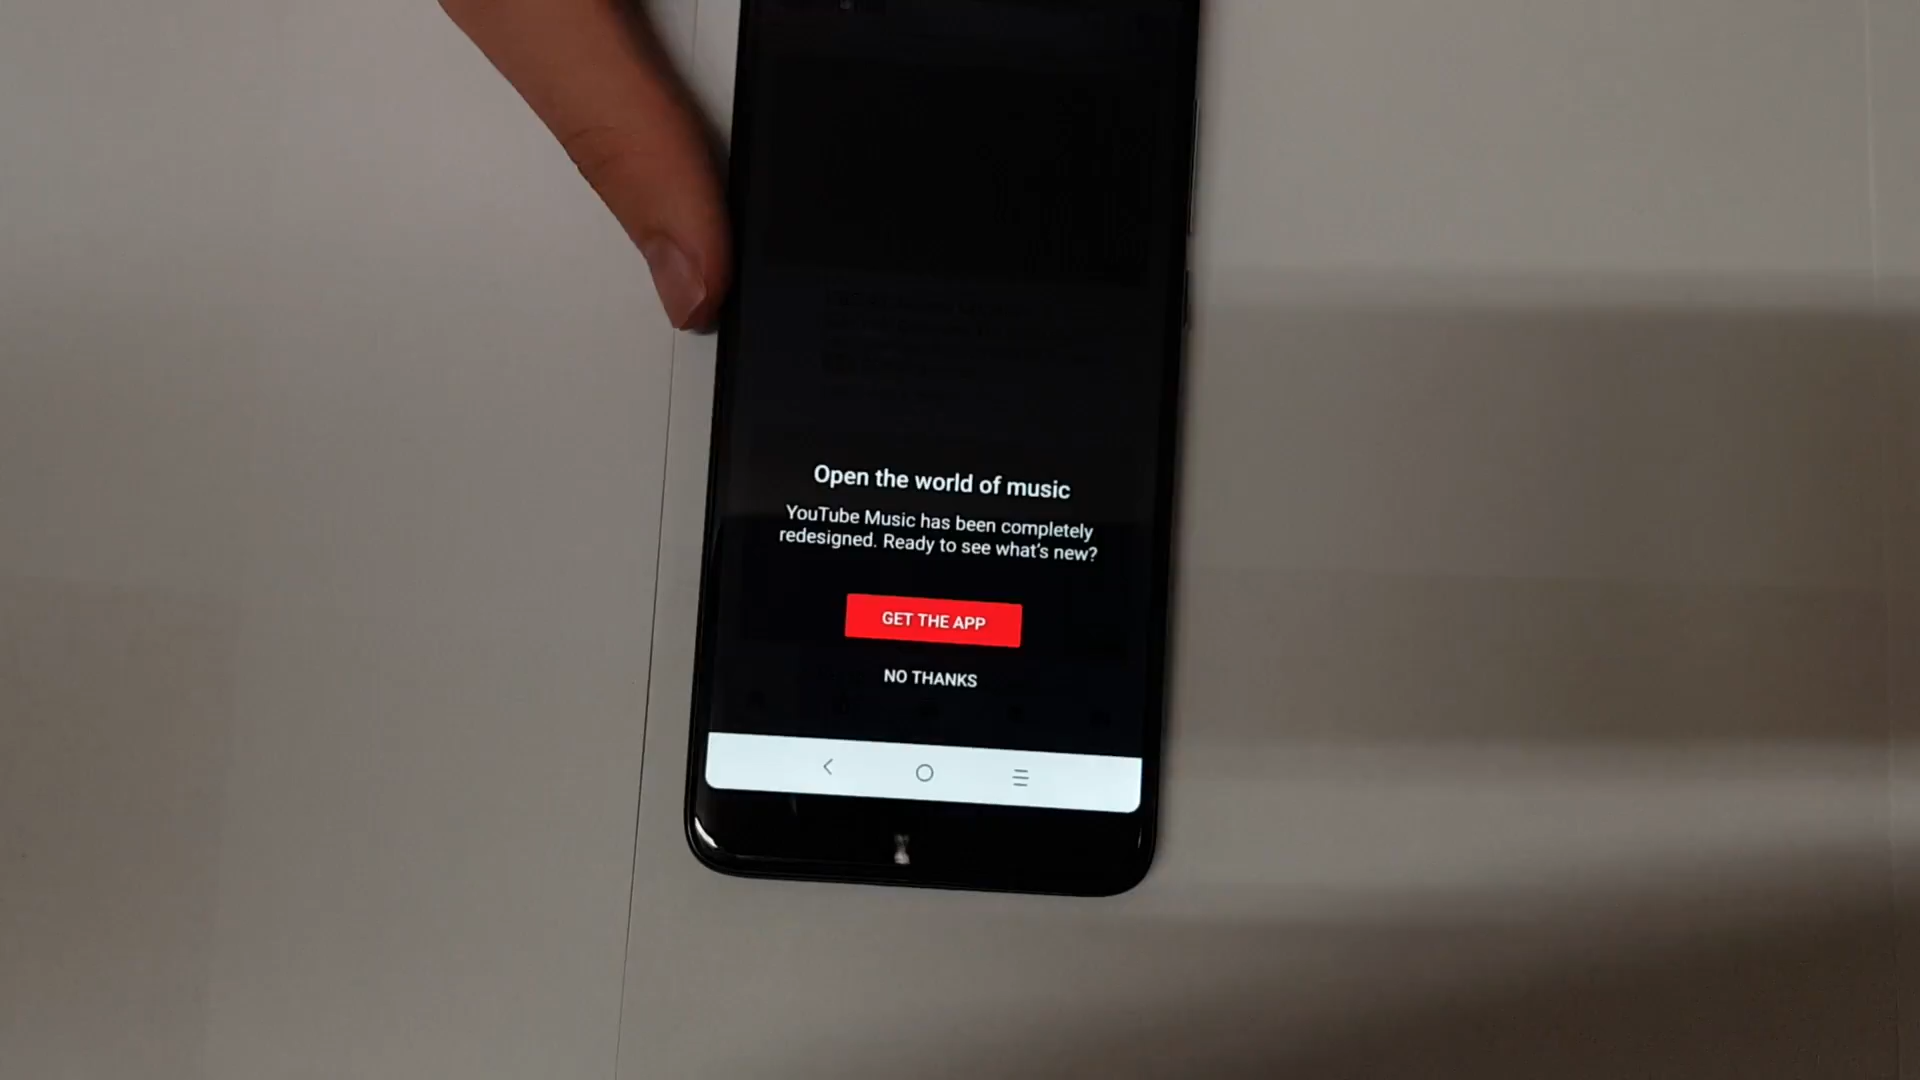 Open the world of music
YouTube Music has been completely
redesigned. Ready to see what's new?
GET THE APP
NO THANKS